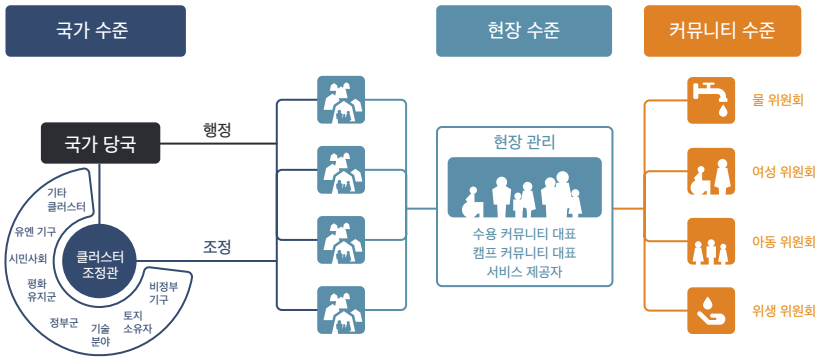 국가 수준
현장 수준
커뮤니티 수준
국가 당국
행정
기타
클러스터
유엔 기구
시민사회
평화
유지군
정부군
기술
분야
토지
소유자
비정부
기구
클러스터
조정관
조정
현장 관리
수용 커뮤니티 대표
캠프 커뮤니티 대표
서비스 제공자
물 위원회
여성 위원회
아동 위원회
위생 위원회